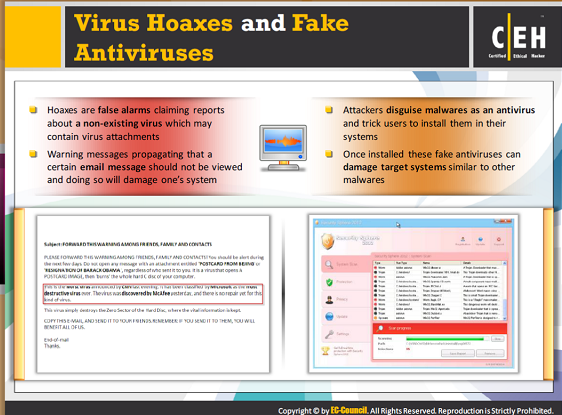 Virus Hoaxes and Fake
Antiviruses
C|EH
Certified Ethical Hacker
Hoaxes are false alarms claiming reports
about a non-existing virus which may
contain virus attachments
Warning messages propagating that a
certain email message should not be viewed
and doing so will damage one's system
Attackers disguise malwares as an antivirus
and trick users to install them in their
systems
Once installed these fake antiviruses can
damage target systems similar to other
malwares
Subject: FORWARD THIS WARNING AMONG FRIENDS, FAMILY AND CONTACTS
PLEASE FORWARD THIS WARNING AMONG FRIENDS, FAMILY AND CONTACTS! You should be alert during
the next few days. Do not open any message with an attachment entitled 'POSTCARD FROM BEIJING or
'RESIGNATION OF BARACK OBAMA', regardless of who sent it to you. It is a virus that opens a
POSTCARD IMAGE, then 'burns' the whole hard C disc of your computer.
This is the worst virus announced by CNN last evening. It has been classified by Microsoft as the most
destructive virus ever. The virus was discovered by McAfee yesterday, and there is no repair yet for this
kind of virus.
This virus simply destroys the Zero Sector of the Hard Disc, where the vital information is kept.
COPY THIS E-MAIL, AND SEND IT TO YOUR FRIENDS. REMEMBER: IF YOU SEND IT TO THEM, YOU WILL
BENEFIT ALL OF US.
End-of-mail
Thanks.
Copyright © by EC-Council. All Rights Reserved. Reproduction is Strictly Prohibited.